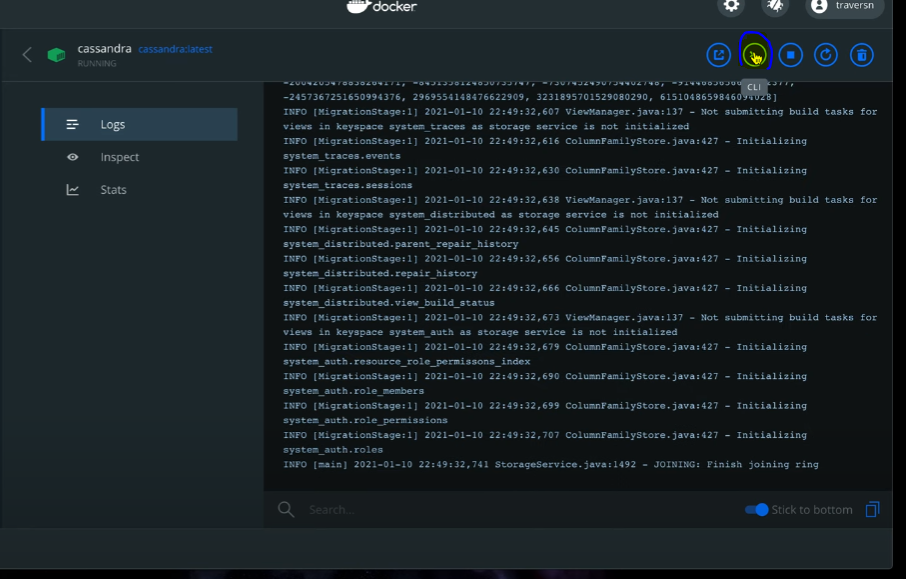 docker
traversn
cassandra cassandra:latest
RUNNING
CLI
Logs
Inspect
Stats
-2457367251650994376, 2969554148476622909, 3231895701529080290, 6151048659846094028]
INFO [MigrationStage:1] 2021-01-10 22:49:32,607 ViewManager.java:137 - Not submitting build tasks for
views in keyspace system_traces as storage service is not initialized
INFO [MigrationStage:1] 2021-01-10 22:49:32,616 ColumnFamilyStore.java:427 - Initializing
system_traces.events
INFO [MigrationStage:1] 2021-01-10 22:49:32,630 ColumnFamilyStore.java:427 - Initializing
system_traces.sessions
INFO [MigrationStage:1] 2021-01-10 22:49:32,638 ViewManager.java:137 - Not submitting build tasks for
views in keyspace system_distributed as storage service is not initialized
INFO [MigrationStage:1] 2021-01-10 22:49:32,645 ColumnFamilyStore.java:427 - Initializing
system_distributed.parent_repair_history
INFO [MigrationStage:1] 2021-01-10 22:49:32,656 ColumnFamilyStore.java:427 - Initializing
system_distributed.repair_history
INFO [MigrationStage:1] 2021-01-10 22:49:32,666 ColumnFamilyStore.java:427 - Initializing
system_distributed.view_build_status
INFO [MigrationStage:1] 2021-01-10 22:49:32,673 ViewManager.java:137 - Not submitting build tasks for
views in keyspace system_auth as storage service is not initialized
INFO [MigrationStage:1] 2021-01-10 22:49:32,679 ColumnFamilyStore.java:427 - Initializing
system_auth.resource_role_permissons_index
INFO [MigrationStage:1] 2021-01-10 22:49:32,690 ColumnFamilyStore.java:427 - Initializing
system_auth.role_members
INFO [MigrationStage:1] 2021-01-10 22:49:32,699 ColumnFamilyStore.java:427 - Initializing
system_auth.role_permissions
INFO [MigrationStage:1] 2021-01-10 22:49:32,707 ColumnFamilyStore.java:427 - Initializing
system_auth.roles
INFO [main] 2021-01-10 22:49:32,741 StorageService.java:1492 - JOINING: Finish joining ring
Search...
Stick to bottom